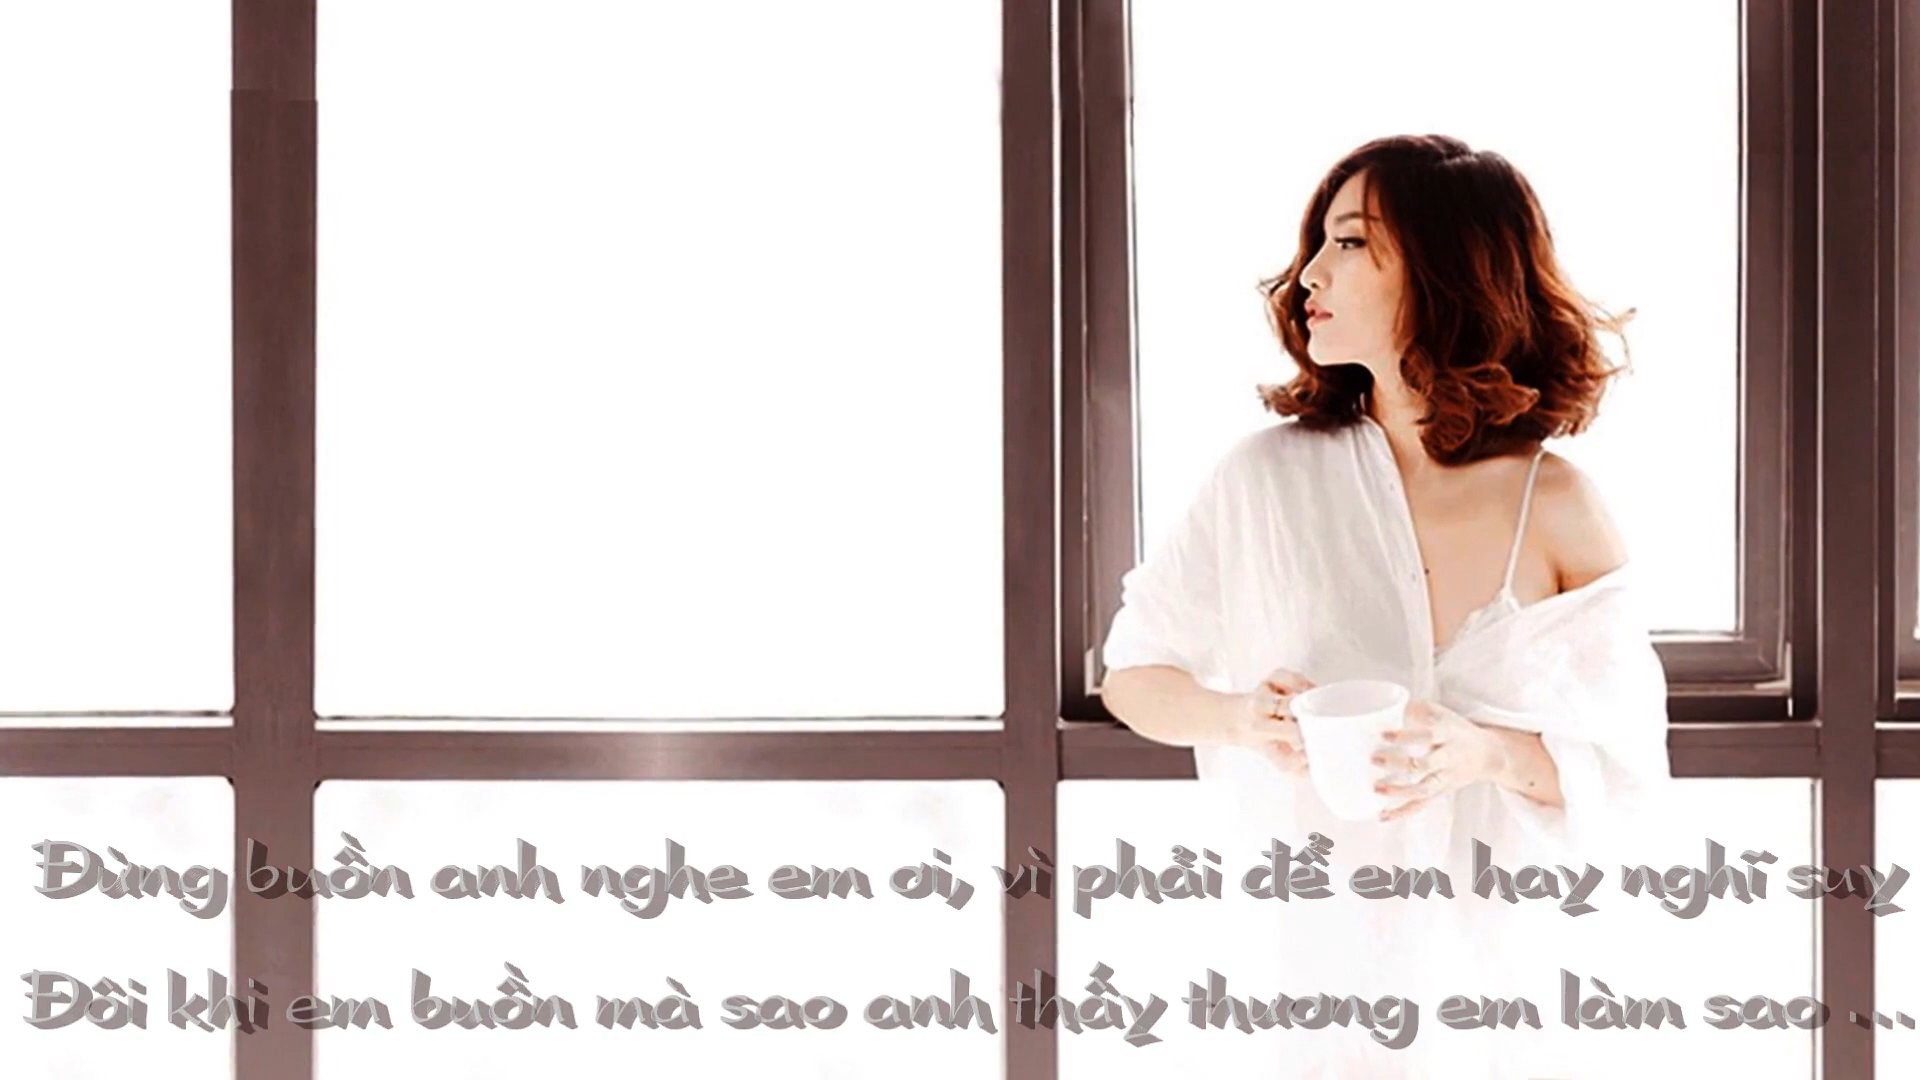 Đừng buồn anh nghe em ơi, vì phải để em hay nghĩ suy
Đôi khi em buồn mà sao anh thấy thương em làm sao ...